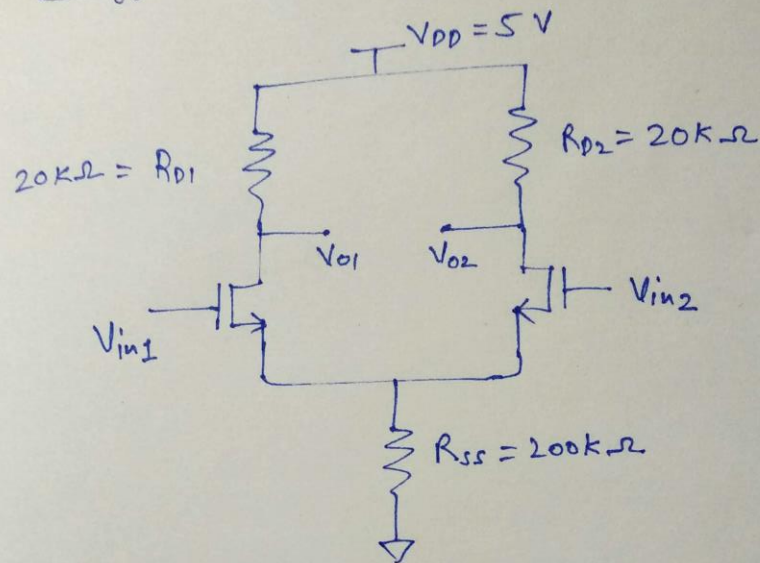 VDD = 5 V
20KΩ = RD1
RD2 = 20KΩ
Vo1
Vo2
Vin1
Vin2
RSS = 200KΩ